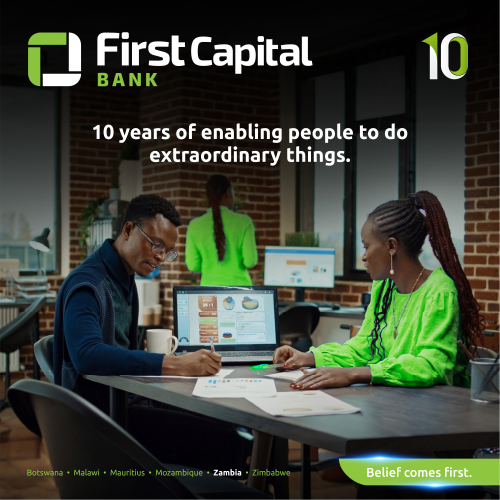 First Capital
BANK
10
10 years of enabling people to do
extraordinary things.
Botswana • Malawi • Mauritius • Mozambique • Zambia • Zimbabwe
Belief comes first.